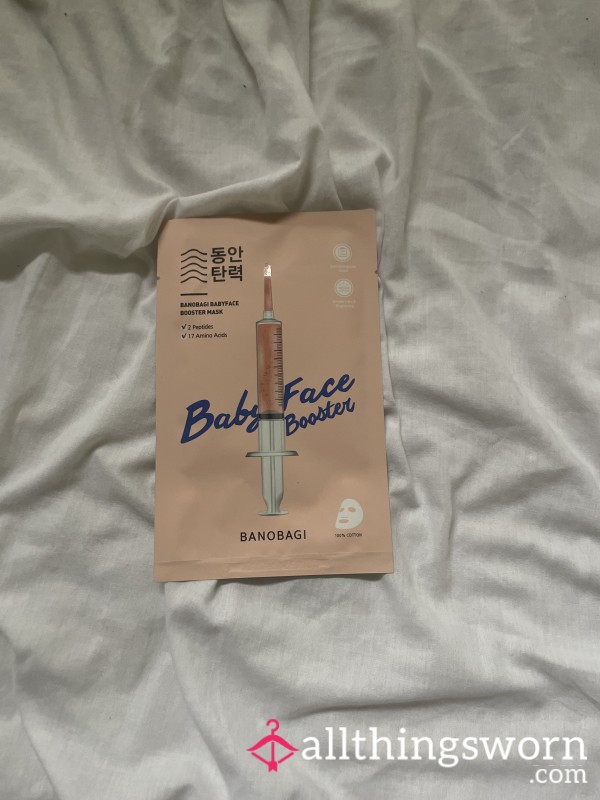 동안
탄력
BANOBAGI BABYFACE
BOOSTER MASK
✓ 2 Peptides
✓ 17 Amino Acids
Baby Face
Booster
100% COTTON
BANOBAGI
allthingsworn
.com